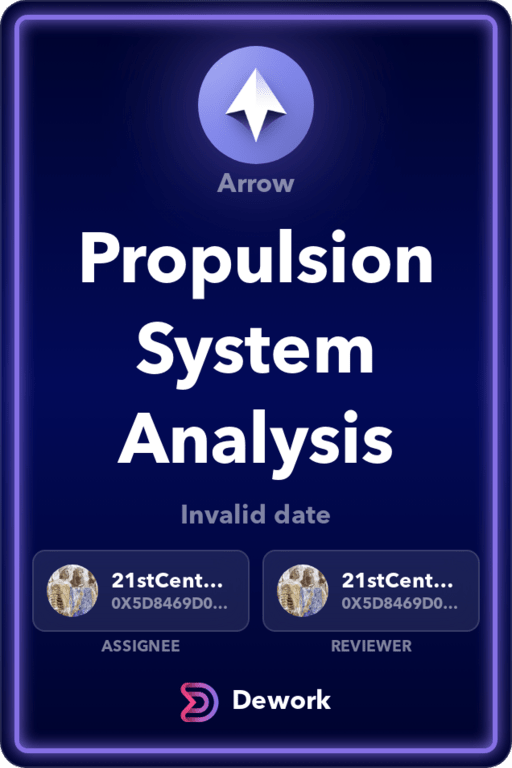 Arrow
Propulsion
System
Analysis
Invalid date
21stCent...
0X5D8469D0...
21stCent...
0X5D8469D0...
ASSIGNEE
REVIEWER
Dework